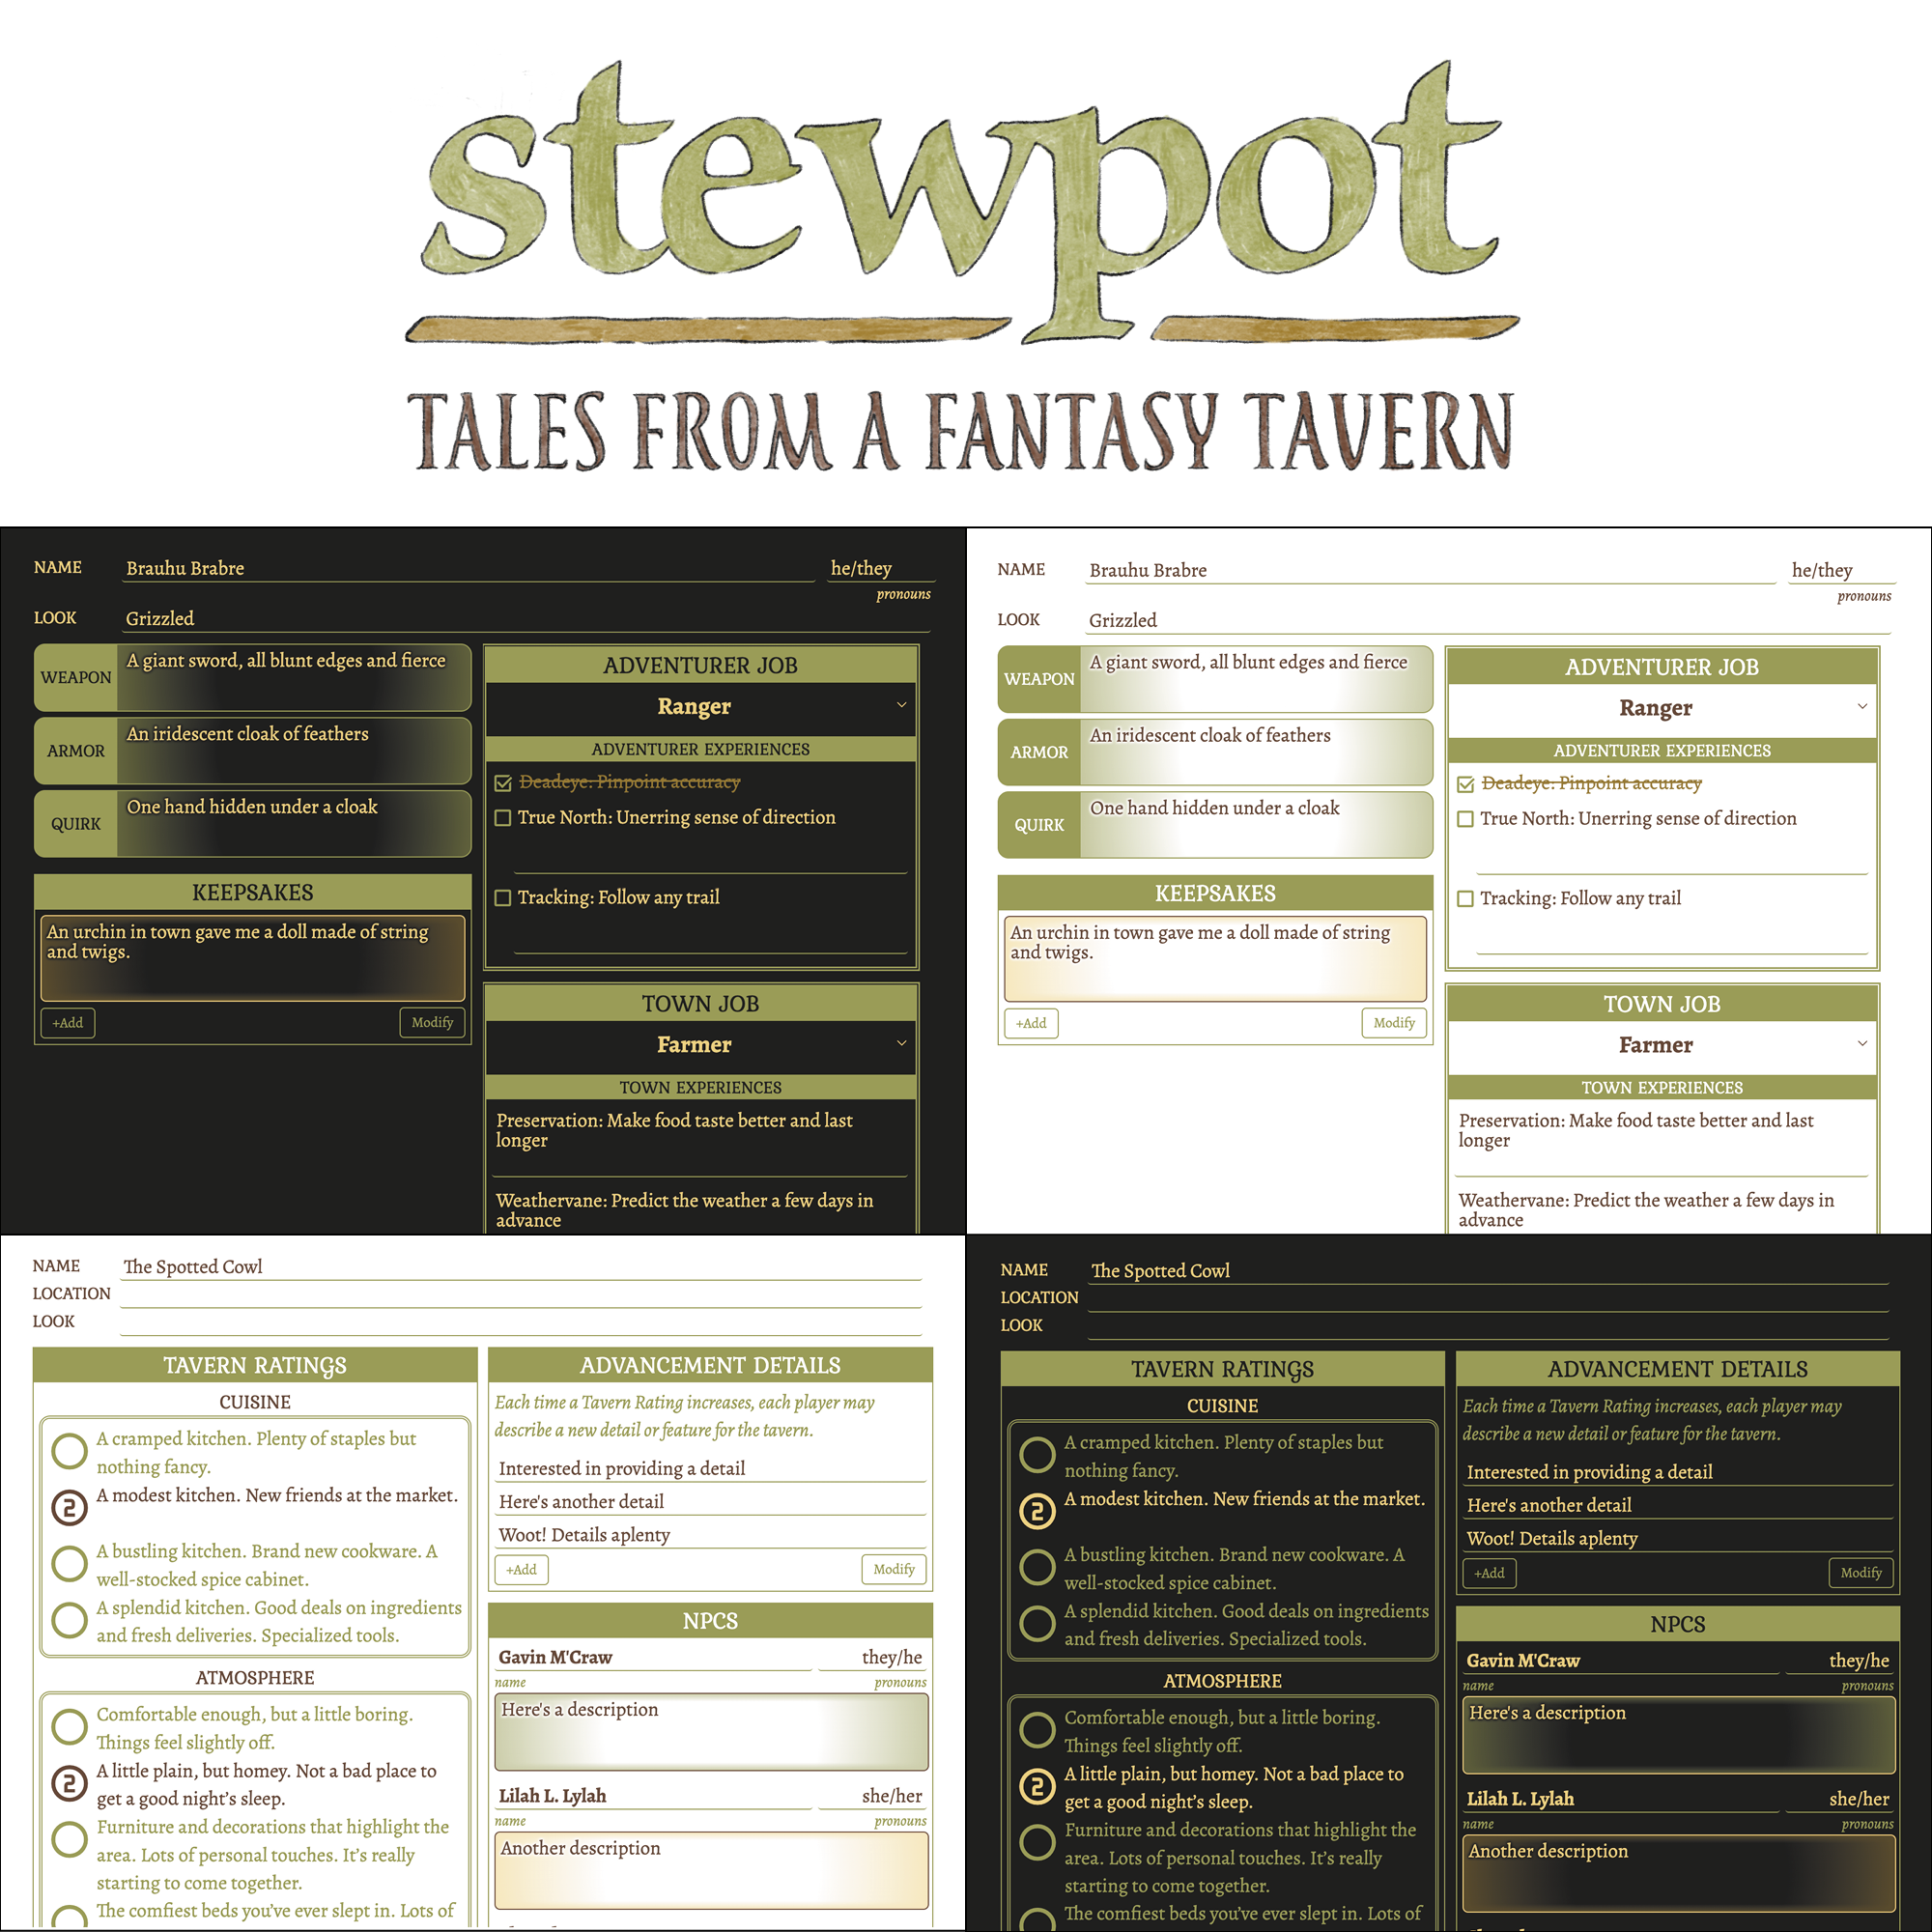 stewpot
TALES FROM A FANTASY TAVERN
NAME
Brauhu Brabre
he/they
pronouns
LOOK
Grizzled
WEAPON
A giant sword, all blunt edges and fierce
ARMOR
An iridescent cloak of feathers
QUIRK
One hand hidden under a cloak
KEEPSAKES
An urchin in town gave me a doll made of string
and twigs.
+Add
Modify
ADVENTURER JOB
Ranger
ADVENTURER EXPERIENCES
Deadeye: Pinpoint accuracy
True North: Unerring sense of direction
Tracking: Follow any trail
TOWN JOB
Farmer
TOWN EXPERIENCES
Preservation: Make food taste better and last
longer
Weathervane: Predict the weather a few days in
advance
NAME
Brauhu Brabre
he/they
pronouns
LOOK
Grizzled
WEAPON
A giant sword, all blunt edges and fierce
ARMOR
An iridescent cloak of feathers
QUIRK
One hand hidden under a cloak
KEEPSAKES
An urchin in town gave me a doll made of string
and twigs.
+Add
Modify
ADVENTURER JOB
Ranger
ADVENTURER EXPERIENCES
Deadeye: Pinpoint accuracy
True North: Unerring sense of direction
Tracking: Follow any trail
TOWN JOB
Farmer
TOWN EXPERIENCES
Preservation: Make food taste better and last
longer
Weathervane: Predict the weather a few days in
advance
NAME
The Spotted Cowl
LOCATION
LOOK
TAVERN RATINGS
CUISINE
A cramped kitchen. Plenty of staples but
nothing fancy.
2
A modest kitchen. New friends at the market.
A bustling kitchen. Brand new cookware. A
well-stocked spice cabinet.
A splendid kitchen. Good deals on ingredients
and fresh deliveries. Specialized tools.
ATMOSPHERE
Comfortable enough, but a little boring.
Things feel slightly off.
2
A little plain, but homey. Not a bad place to
get a good night's sleep.
Furniture and decorations that highlight the
area. Lots of personal touches. It's really
starting to come together.
The comfiest beds you've ever slept in. Lots of
ADVANCEMENT DETAILS
Each time a Tavern Rating increases, each player may
describe a new detail or feature for the tavern.
Interested in providing a detail
Here's another detail
Woot! Details aplenty
+Add
Modify
NPCS
Gavin M'Craw
they/he
name
pronouns
Here's a description
Lilah L. Lylah
she/her
name
pronouns
Another description
NAME
The Spotted Cowl
LOCATION
LOOK
TAVERN RATINGS
CUISINE
A cramped kitchen. Plenty of staples but
nothing fancy.
2
A modest kitchen. New friends at the market.
A bustling kitchen. Brand new cookware. A
well-stocked spice cabinet.
A splendid kitchen. Good deals on ingredients
and fresh deliveries. Specialized tools.
ATMOSPHERE
Comfortable enough, but a little boring.
Things feel slightly off.
2
A little plain, but homey. Not a bad place to
get a good night's sleep.
Furniture and decorations that highlight the
area. Lots of personal touches. It's really
starting to come together.
The comfiest beds you've ever slept in. Lots of
ADVANCEMENT DETAILS
Each time a Tavern Rating increases, each player may
describe a new detail or feature for the tavern.
Interested in providing a detail
Here's another detail
Woot! Details aplenty
+Add
Modify
NPCS
Gavin M'Craw
they/he
name
pronouns
Here's a description
Lilah L. Lylah
she/her
name
pronouns
Another description